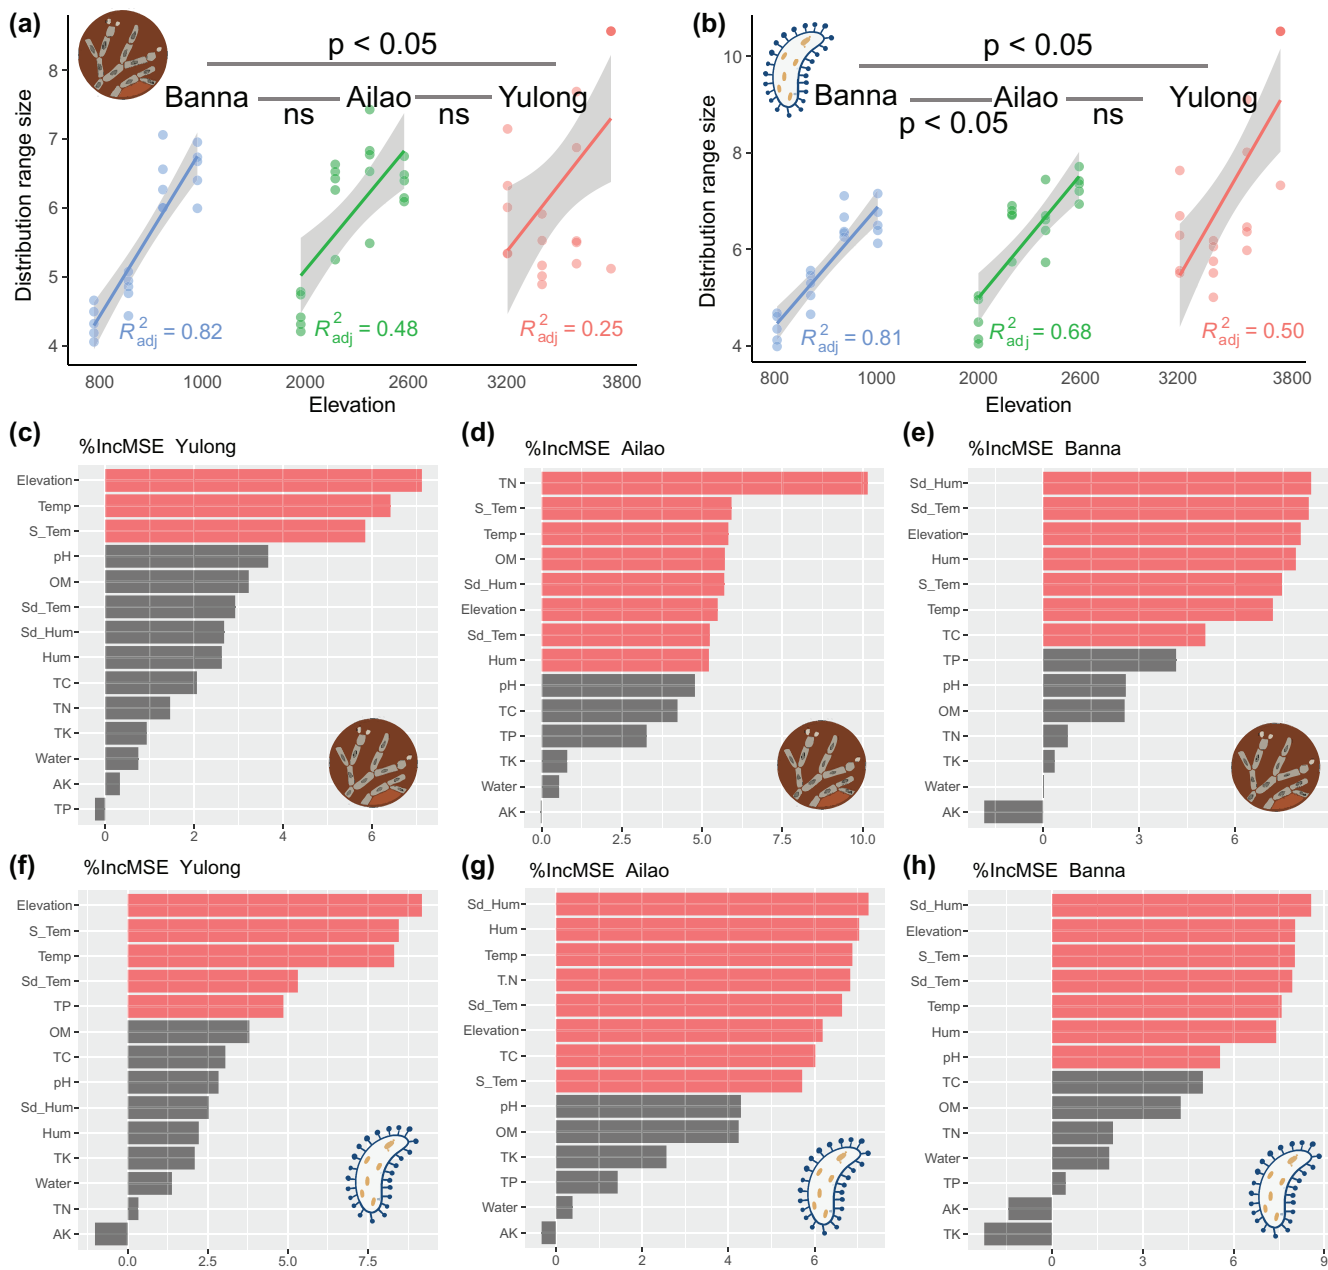 (a)
p < 0.05
Banna
Ailao
Yulong
ns
ns
Distribution range size
8
7
6
5
4
R²adj = 0.82
R²adj = 0.48
R²adj = 0.25
800
1000
2000
2600
3200
3800
Elevation
(b)
p < 0.05
Banna
Ailao
Yulong
p < 0.05
ns
Distribution range size
10
8
6
4
R²adj = 0.81
R²adj = 0.68
R²adj = 0.50
800
1000
2000
2600
3200
3800
Elevation
(c)
%IncMSE Yulong
Elevation
Temp
S_Tem
pH
OM
Sd_Tem
Sd_Hum
Hum
TC
TN
TK
Water
AK
TP
0
2
4
6
(d)
%IncMSE Ailao
TN
S_Tem
Temp
OM
Sd_Hum
Elevation
Sd_Tem
Hum
pH
TC
TP
TK
Water
AK
0.0
2.5
5.0
7.5
10.0
(e)
%IncMSE Banna
Sd_Hum
Sd_Tem
Elevation
Hum
S_Tem
Temp
TC
TP
pH
OM
TN
TK
Water
AK
0
3
6
(f)
%IncMSE Yulong
Elevation
S_Tem
Temp
Sd_Tem
TP
OM
TC
pH
Sd_Hum
Hum
TK
Water
TN
AK
0.0
2.5
5.0
7.5
(g)
%IncMSE Ailao
Sd_Hum
Hum
Temp
T.N
Sd_Tem
Elevation
TC
S_Tem
pH
OM
TK
TP
Water
AK
0
2
4
6
(h)
%IncMSE Banna
Sd_Hum
Elevation
S_Tem
Sd_Tem
Temp
Hum
pH
TC
OM
TN
Water
TP
AK
TK
0
3
6
9